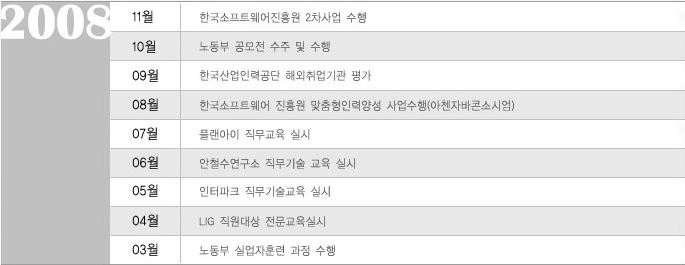 2008
11월 한국소프트웨어진흥원 2차사업 수행
10월 노동부 공모전 수주 및 수행
09월 한국산업인력공단 해외취업기관 평가
08월 한국소프트웨어 진흥원 맞춤형인력양성 사업수행(아첸자바콘소시엄)
07월 플랜아이 직무교육 실시
06월 안철수연구소 직무기술 교육 실시
05월 인터파크 직무기술교육 실시
04월 LIG 직원대상 전문교육실시
03월 노동부 실업자훈련 과정 수행